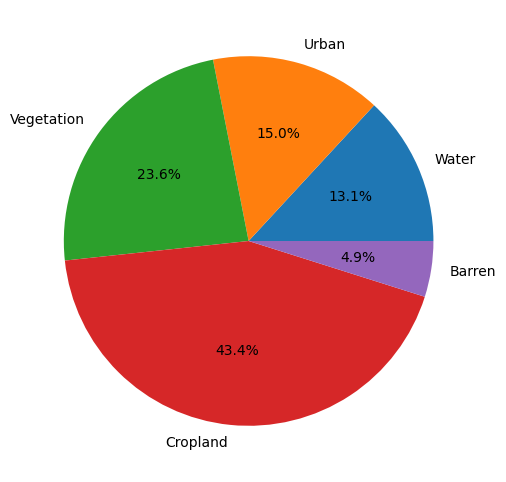 Urban
Vegetation
Water
15.0%
23.6%
13.1%
4.9%
Barren
43.4%
Cropland